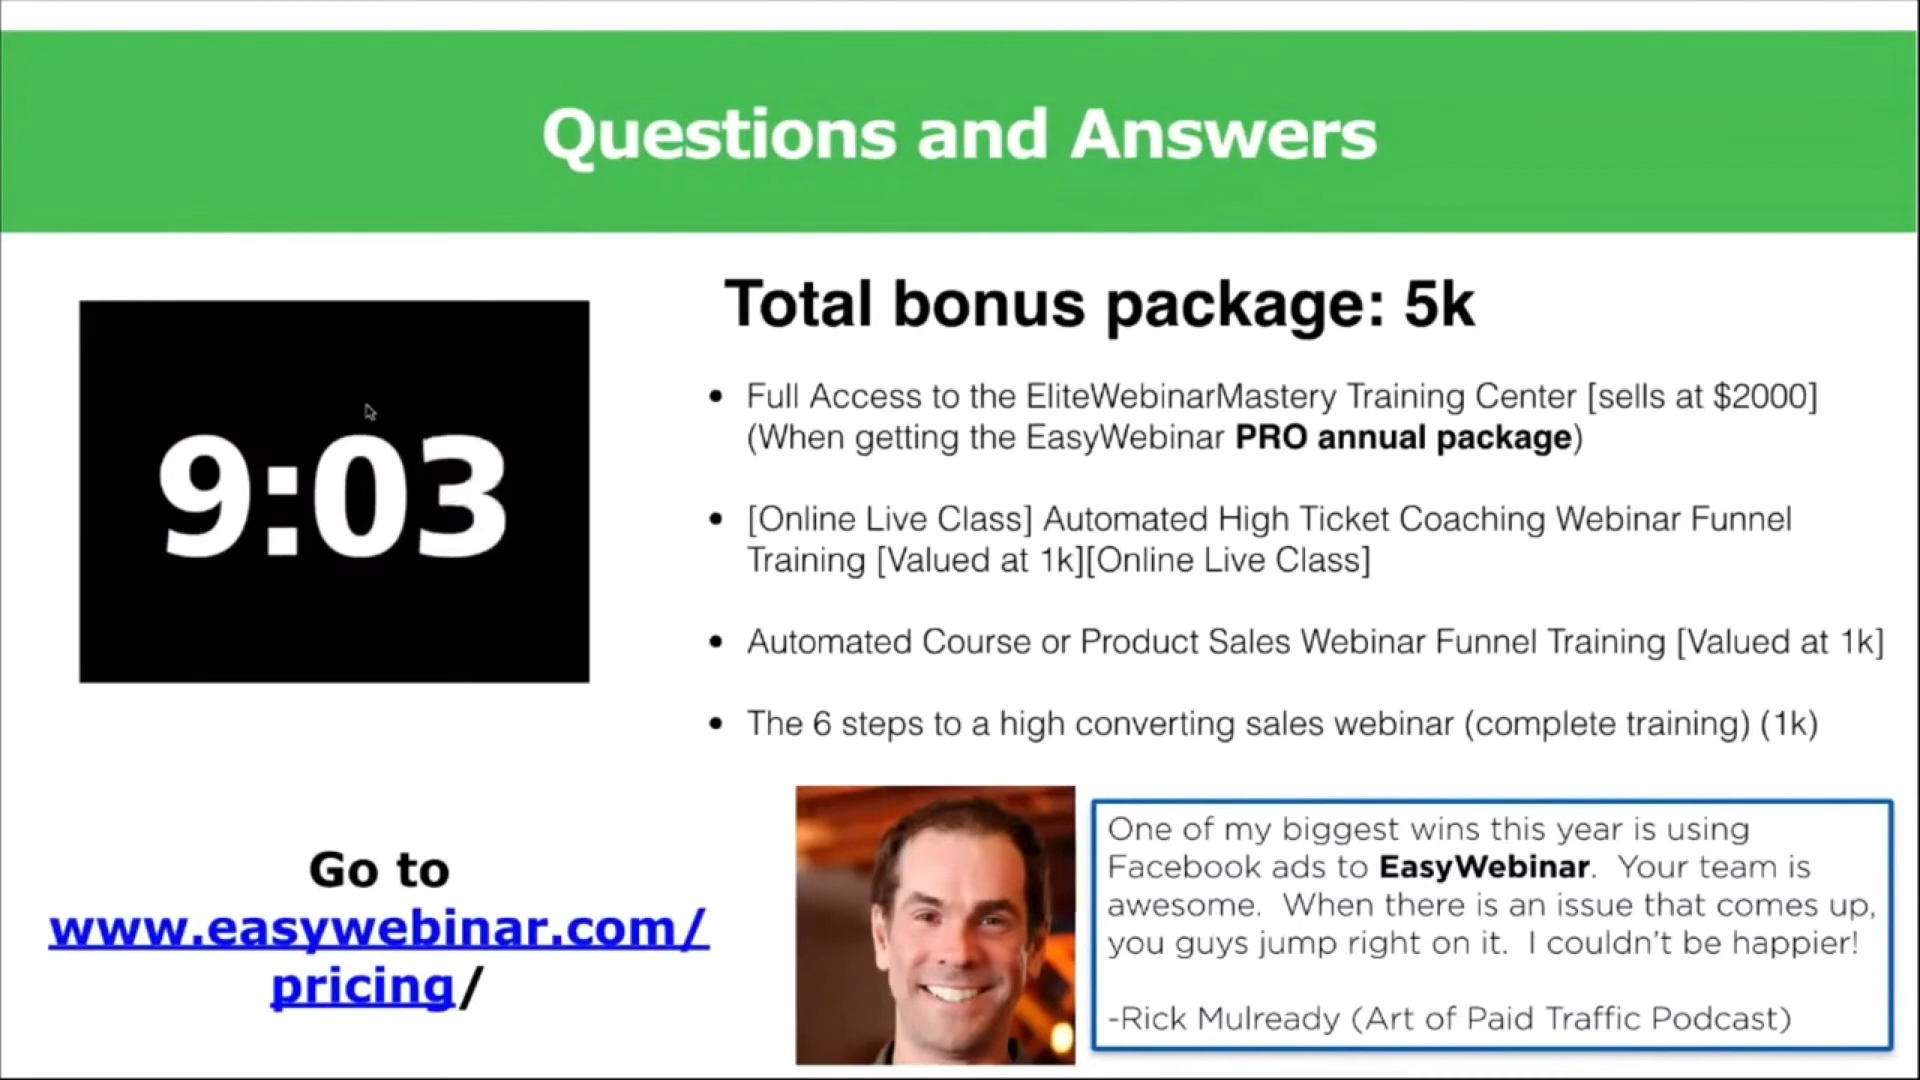 Questions and Answers
9:03
Total bonus package: 5k
• Full Access to the EliteWebinarMastery Training Center [sells at $2000]
(When getting the EasyWebinar PRO annual package)
• [Online Live Class] Automated High Ticket Coaching Webinar Funnel
Training [Valued at 1k][Online Live Class]
• Automated Course or Product Sales Webinar Funnel Training [Valued at 1k]
• The 6 steps to a high converting sales webinar (complete training) (1k)
Go to
www.easywebinar.com/
pricing/
One of my biggest wins this year is using
Facebook ads to EasyWebinar. Your team is
awesome. When there is an issue that comes up,
you guys jump right on it. I couldn't be happier!
-Rick Mulready (Art of Paid Traffic Podcast)